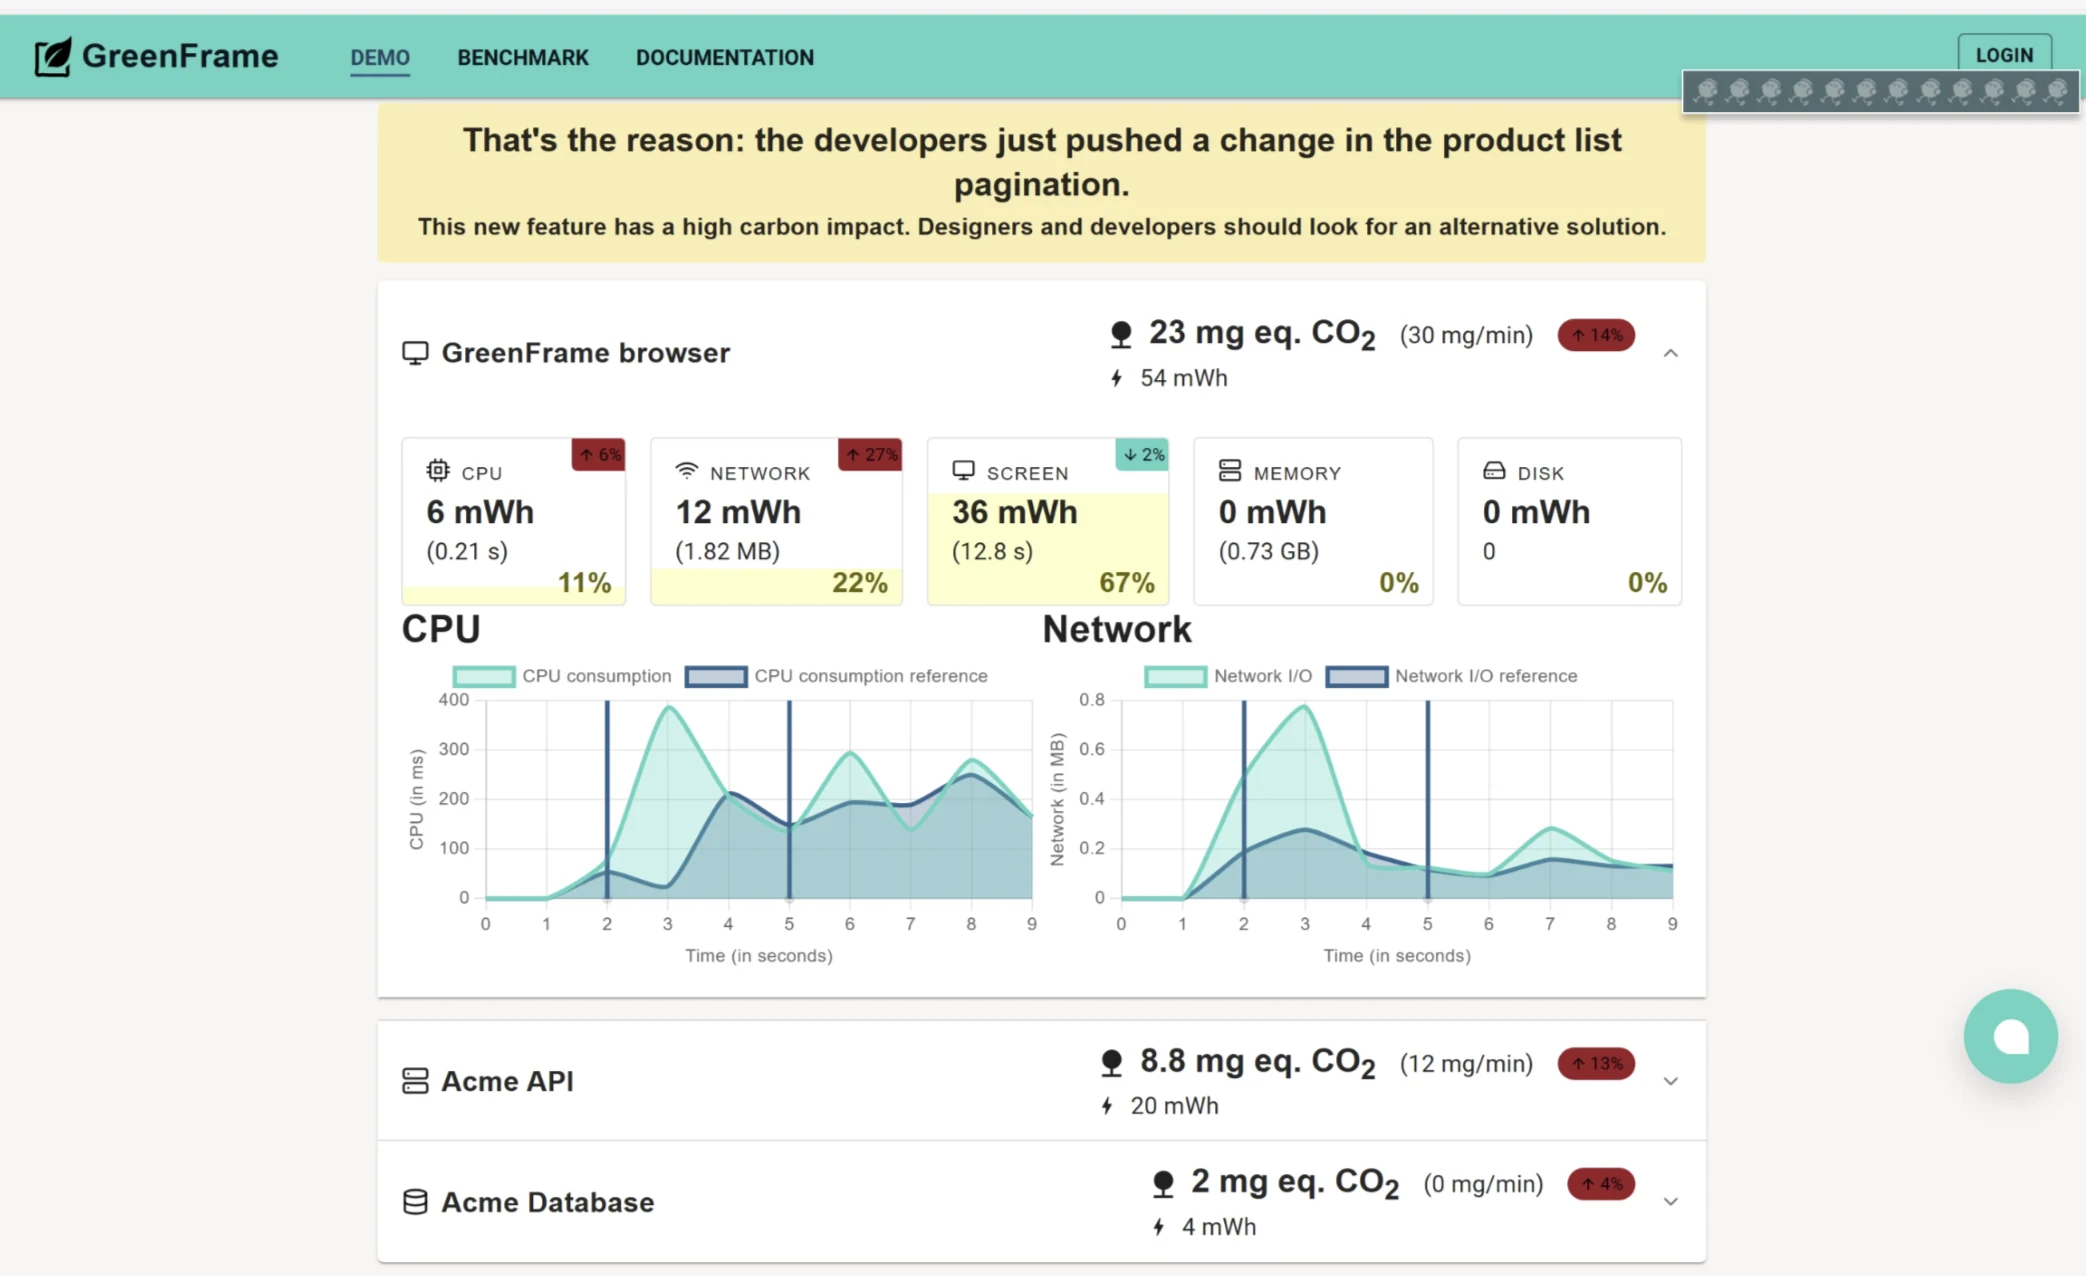 GreenFrame
DEMO
BENCHMARK
DOCUMENTATION
LOGIN
That's the reason: the developers just pushed a change in the product list
pagination.
This new feature has a high carbon impact. Designers and developers should look for an alternative solution.
GreenFrame browser
23 mg eq. CO₂ (30 mg/min) ↑ 14%
54 mWh
CPU ↑ 6%
6 mWh
(0.21 s)
11%
NETWORK ↑ 27%
12 mWh
(1.82 MB)
22%
SCREEN ↓ 2%
36 mWh
(12.8 s)
67%
MEMORY
0 mWh
(0.73 GB)
0%
DISK
0 mWh
0
0%
CPU
CPU consumption CPU consumption reference
400
300
200
100
0
CPU (in ms)
0 1 2 3 4 5 6 7 8 9
Time (in seconds)
Network
Network I/O Network I/O reference
0.8
0.6
0.4
0.2
0
Network (in MB)
0 1 2 3 4 5 6 7 8 9
Time (in seconds)
Acme API
8.8 mg eq. CO₂ (12 mg/min) ↑ 13%
20 mWh
Acme Database
2 mg eq. CO₂ (0 mg/min) ↑ 4%
4 mWh